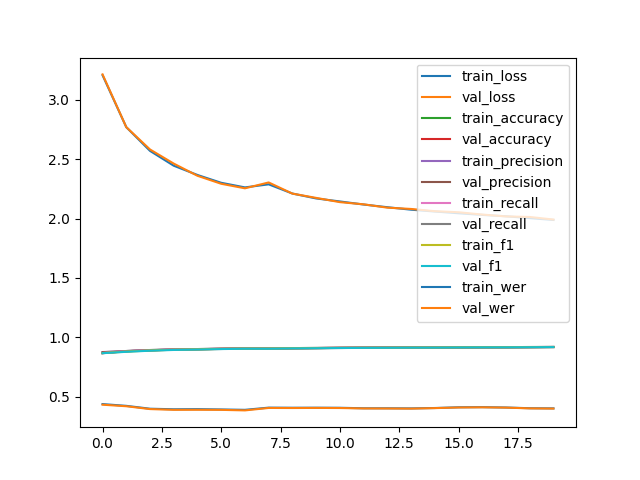 3.0
2.5
2.0
1.5
1.0
0.5
0.0
2.5
5.0
7.5
10.0
12.5
15.0
17.5
train_loss
val_loss
train_accuracy
val_accuracy
train_precision
val_precision
train_recall
val_recall
train_f1
val_f1
train_wer
val_wer